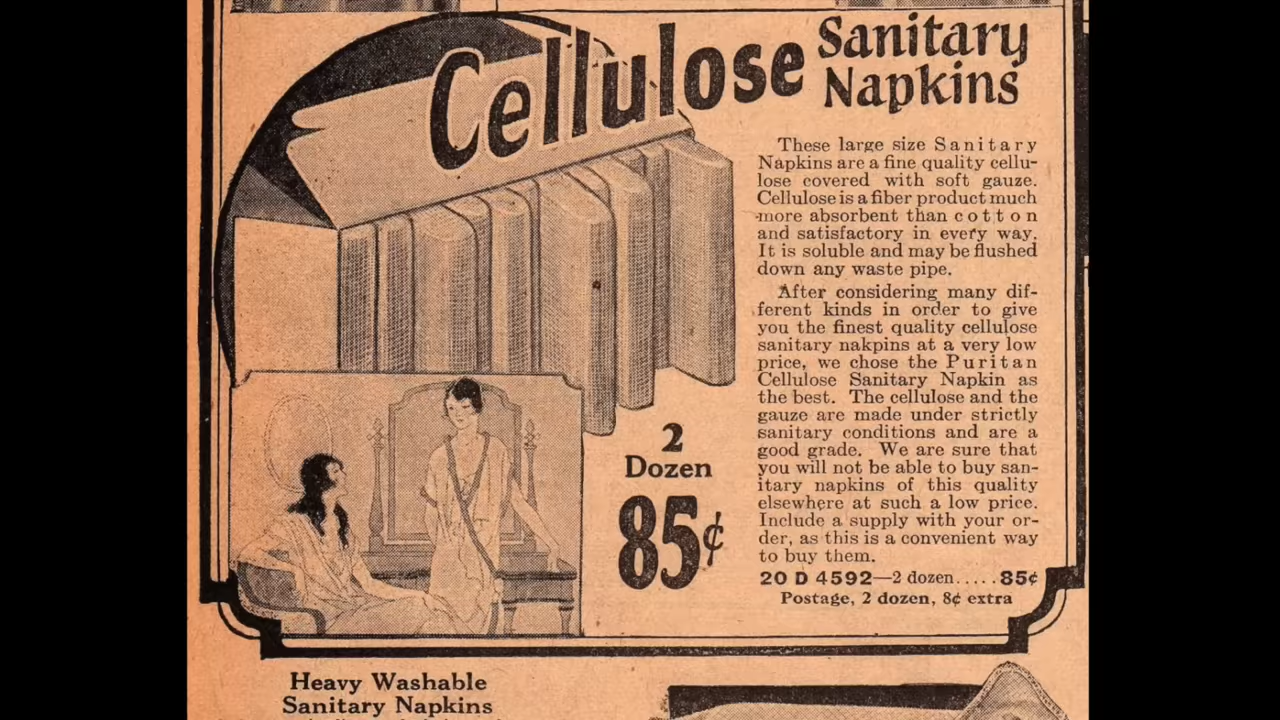 Cellulose Sanitary
Napkins
These large size Sanitary
Napkins are a fine quality cellu-
lose covered with soft gauze.
Cellulose is a fiber product much
more absorbent than cotton
and satisfactory in every way.
It is soluble and may be flushed
down any waste pipe.
After considering many dif-
ferent kinds in order to give
you the finest quality cellulose
sanitary nakpins at a very low
price, we chose the Puritan
Cellulose Sanitary Napkin as
the best. The cellulose and the
gauze are made under strictly
sanitary conditions and are a
good grade. We are sure that
you will not be able to buy san-
itary napkins of this quality
elsewhere at such a low price.
Include a supply with your or-
der, as this is a convenient way
to buy them.
20 D 4592—2 dozen.....85¢
Postage, 2 dozen, 8¢ extra
2
Dozen
85¢
Heavy Washable
Sanitary Napkins